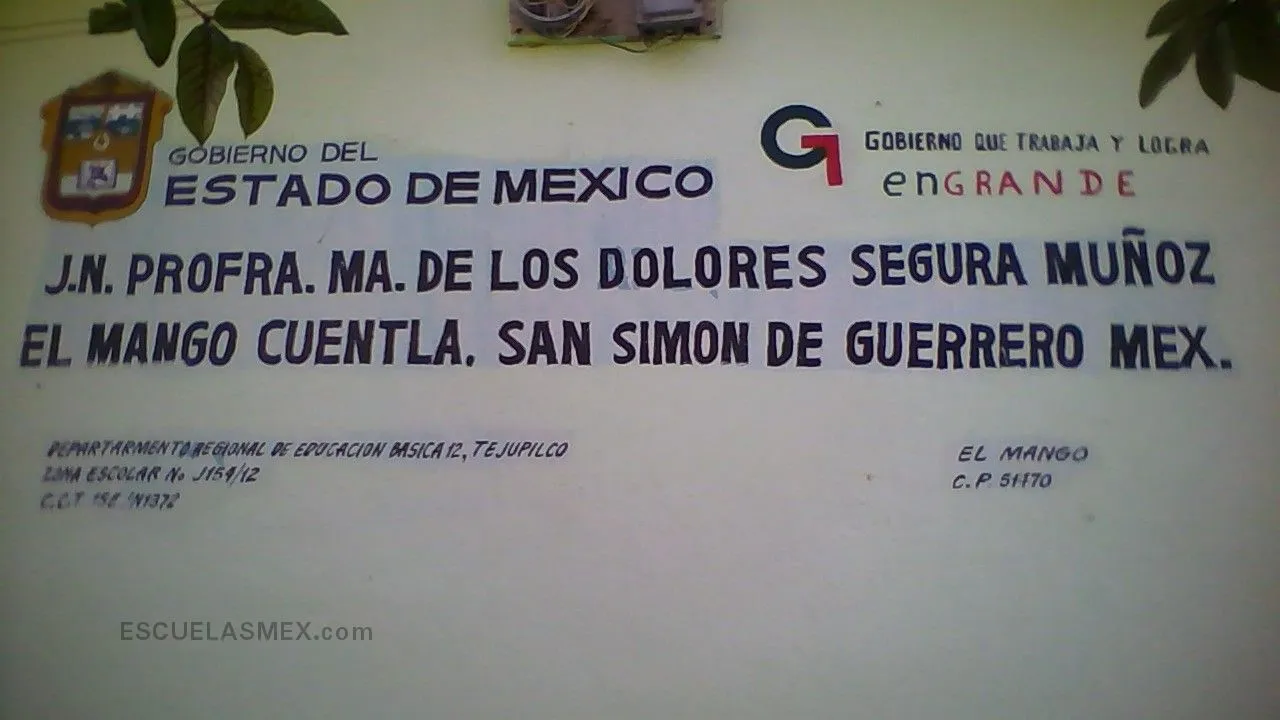 GOBIERNO DEL
ESTADO DE MEXICO
GOBIERNO QUE TRABAJA Y LOGRA
enGRANDE
J.N. PROFRA. MA. DE LOS DOLORES SEGURA MUÑOZ
EL MANGO CUENTLA. SAN SIMON DE GUERRERO MEX.
DEPARTARMENTO REGIONAL DE EDUCACION BASICA 12, TEJUPILCO
ZONA ESCOLAR No J154/12
C.C.T
EL MANGO
C.P. 51170
ESCUELASMEX.com